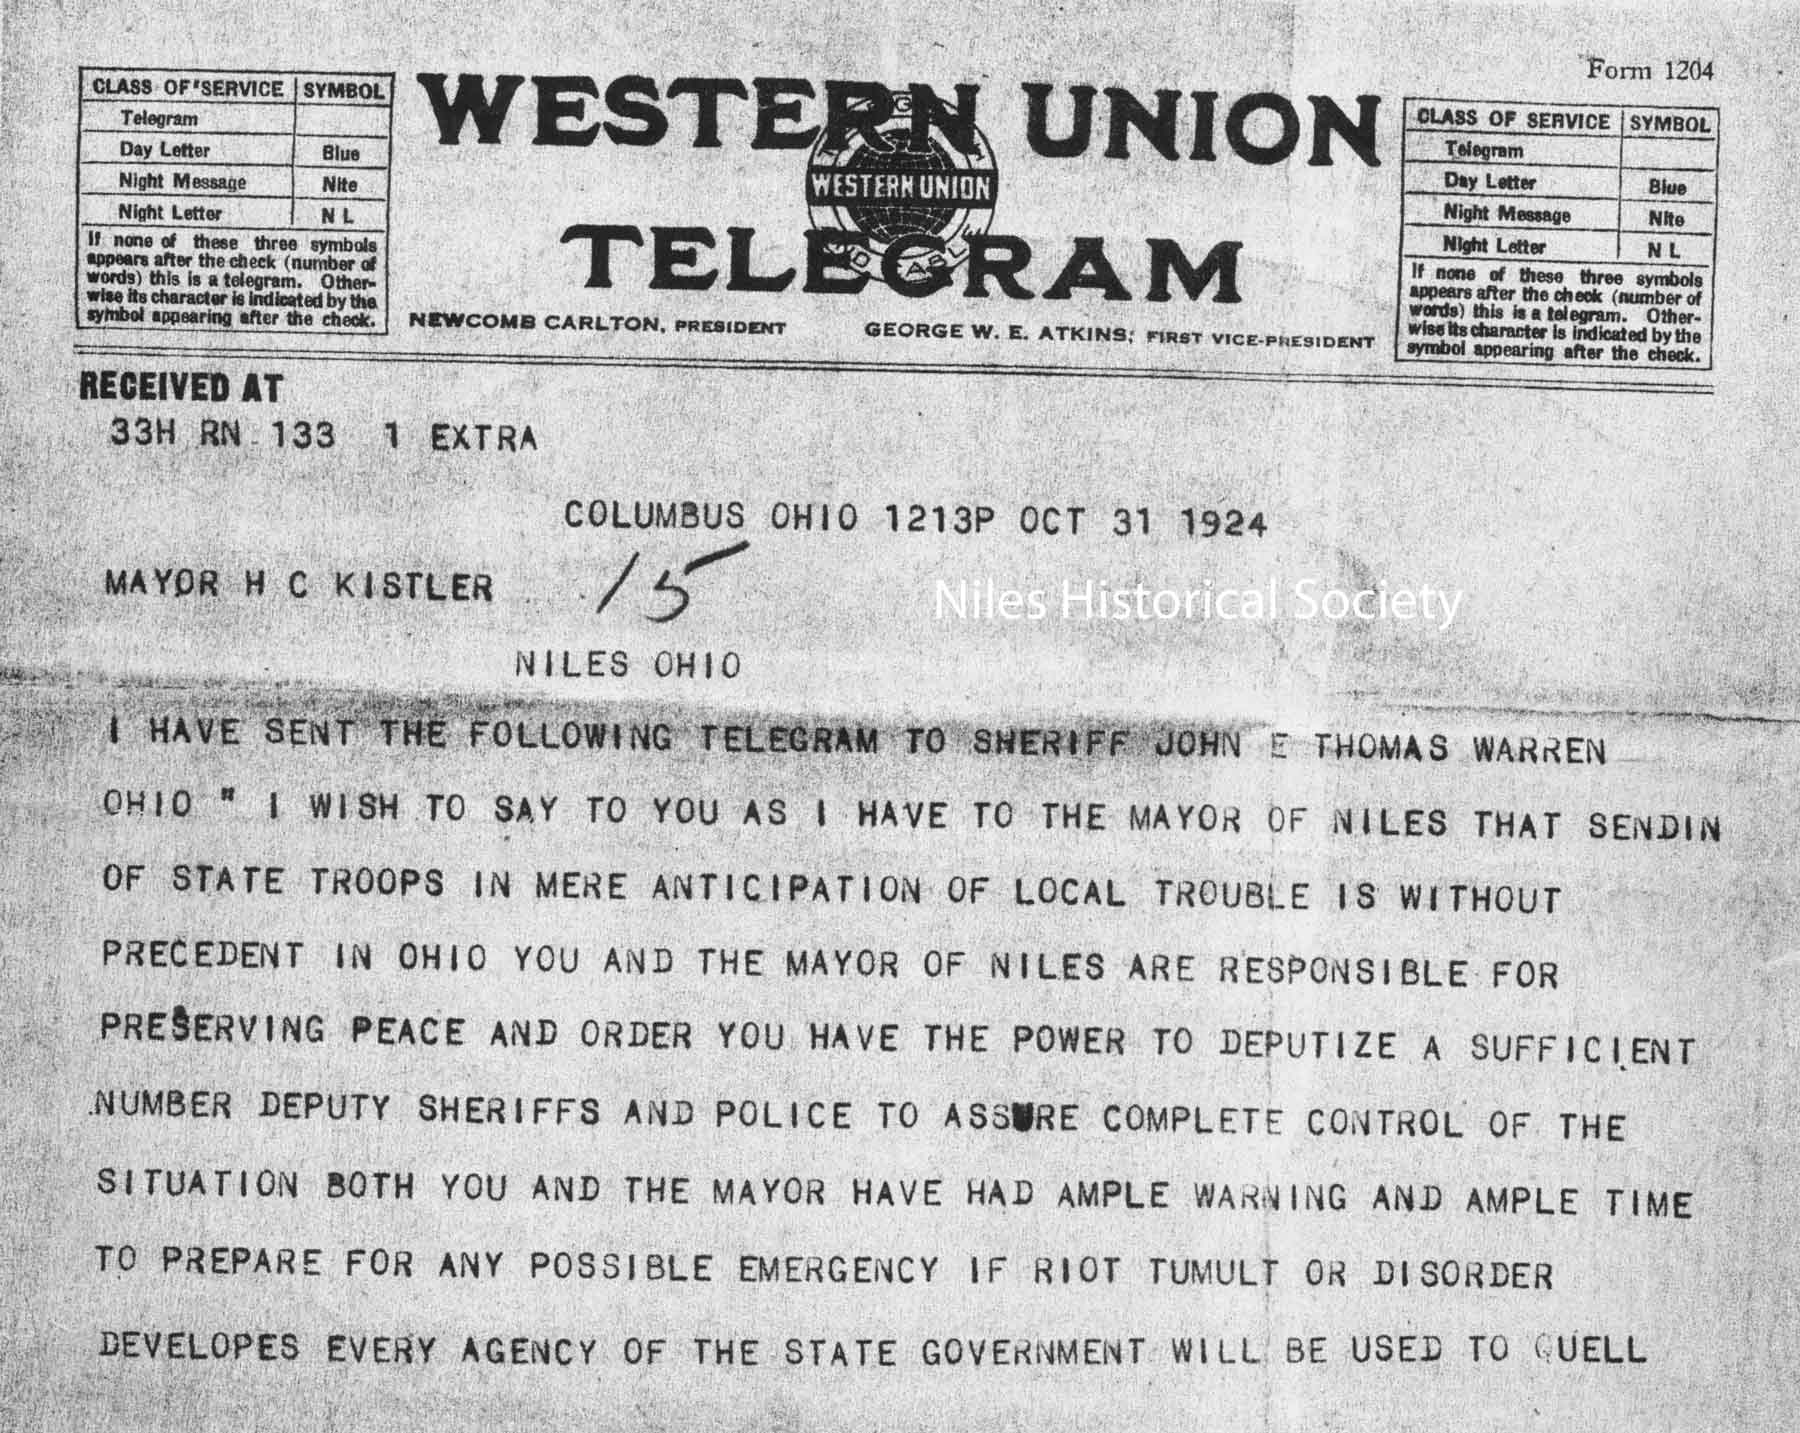 Form 1204
CLASS OF SERVICE SYMBOL
Telegram
Day Letter Blue
Night Message Nite
Night Letter N L
If none of these three symbols
appears after the check (number of
words) this is a telegram. Other-
wise its character is indicated by the
symbol appearing after the check.
WESTERN UNION
WESTERN UNION
TELEGRAM
NEWCOMB CARLTON, PRESIDENT GEORGE W. E. ATKINS, FIRST VICE-PRESIDENT
CLASS OF SERVICE SYMBOL
Telegram
Day Letter Blue
Night Message Nite
Night Letter N L
If none of these three symbols
appears after the check (number of
words) this is a telegram. Other-
wise its character is indicated by the
symbol appearing after the check.
RECEIVED AT
33H RN 133 1 EXTRA
COLUMBUS OHIO 1213P OCT 31 1924
MAYOR H C KISTLER 15
Niles Historical Society
NILES OHIO
I HAVE SENT THE FOLLOWING TELEGRAM TO SHERIFF JOHN E THOMAS WARREN
OHIO " I WISH TO SAY TO YOU AS I HAVE TO THE MAYOR OF NILES THAT SENDIN
OF STATE TROOPS IN MERE ANTICIPATION OF LOCAL TROUBLE IS WITHOUT
PRECEDENT IN OHIO YOU AND THE MAYOR OF NILES ARE RESPONSIBLE FOR
PRESERVING PEACE AND ORDER YOU HAVE THE POWER TO DEPUTIZE A SUFFICIENT
NUMBER DEPUTY SHERIFFS AND POLICE TO ASSURE COMPLETE CONTROL OF THE
SITUATION BOTH YOU AND THE MAYOR HAVE HAD AMPLE WARNING AND AMPLE TIME
TO PREPARE FOR ANY POSSIBLE EMERGENCY IF RIOT TUMULT OR DISORDER
DEVELOPES EVERY AGENCY OF THE STATE GOVERNMENT WILL BE USED TO QUELL